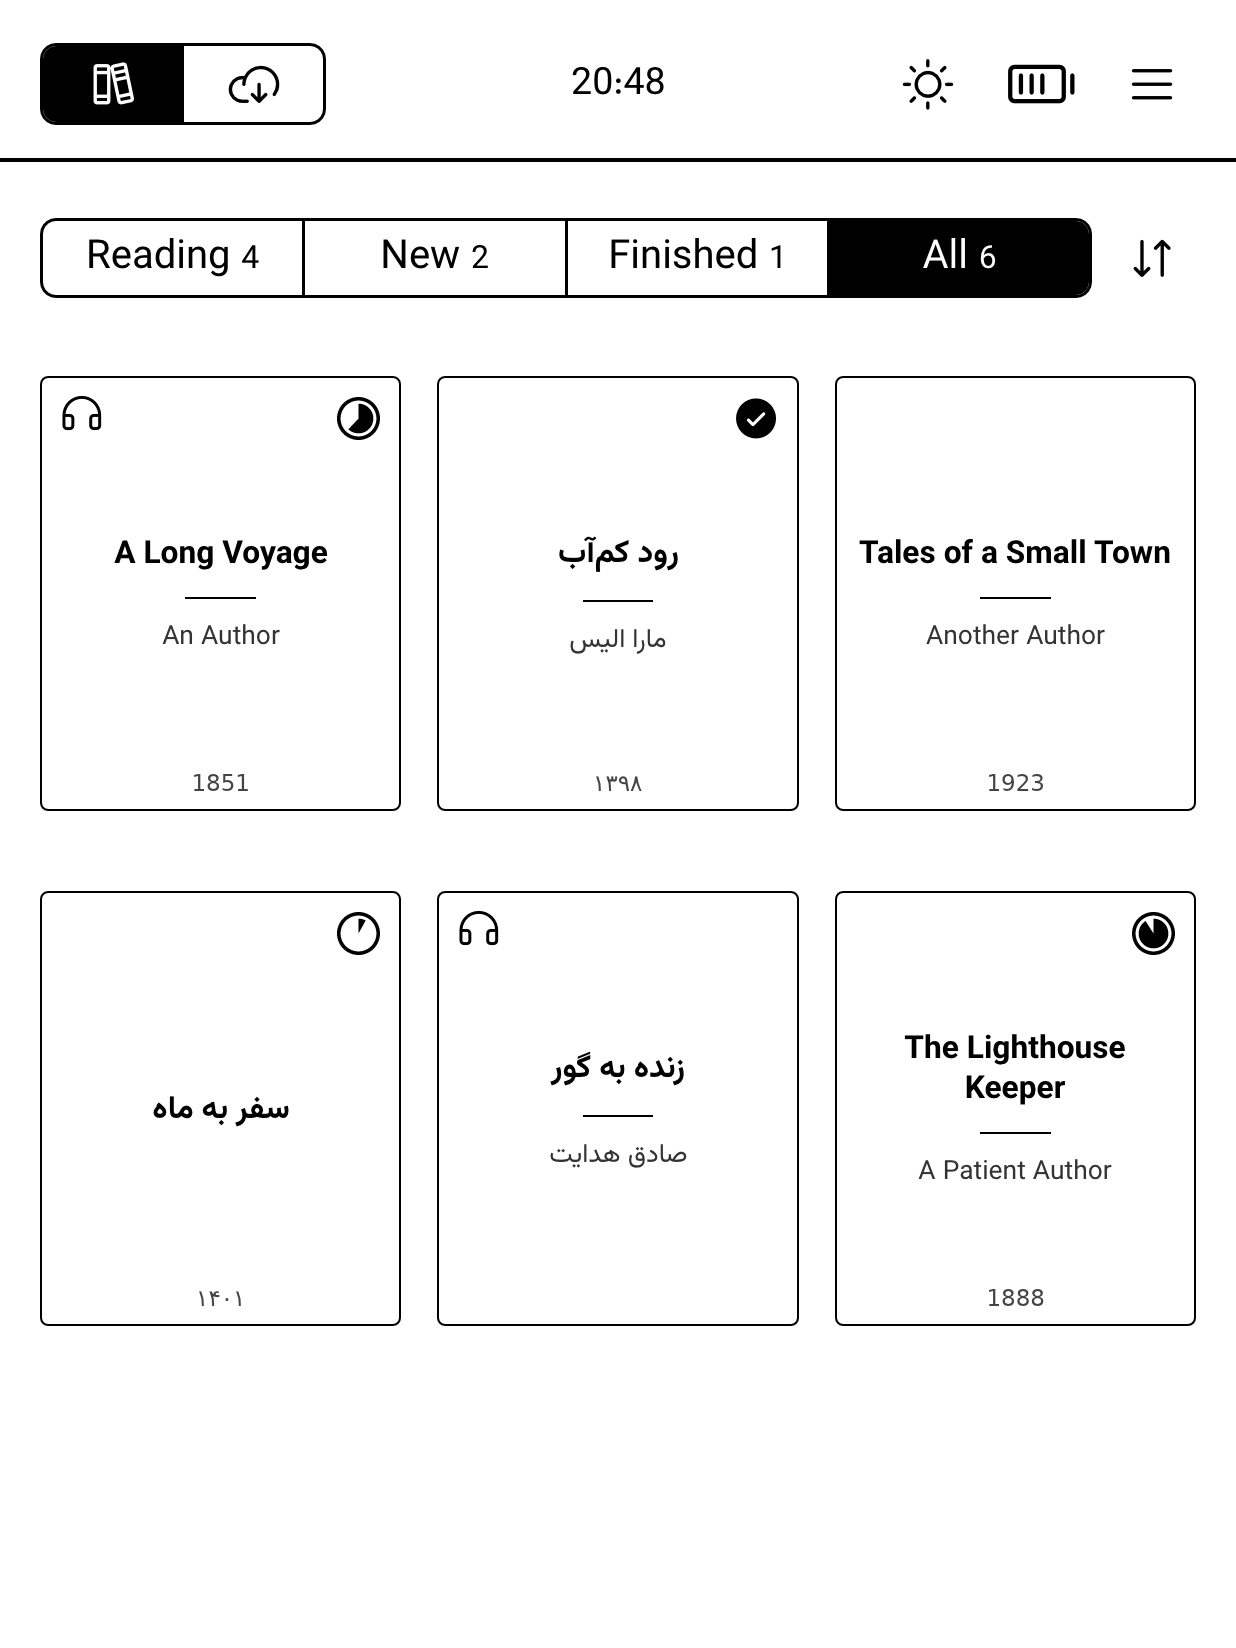 20:48
Reading 4
New 2
Finished 1
All 6
A Long Voyage
An Author
1851
رود کم‌آب
مارا الیس
۱۳۹۸
Tales of a Small Town
Another Author
1923
سفر به ماه
۱۴۰۱
زنده به گور
صادق هدایت
The Lighthouse
Keeper
A Patient Author
1888